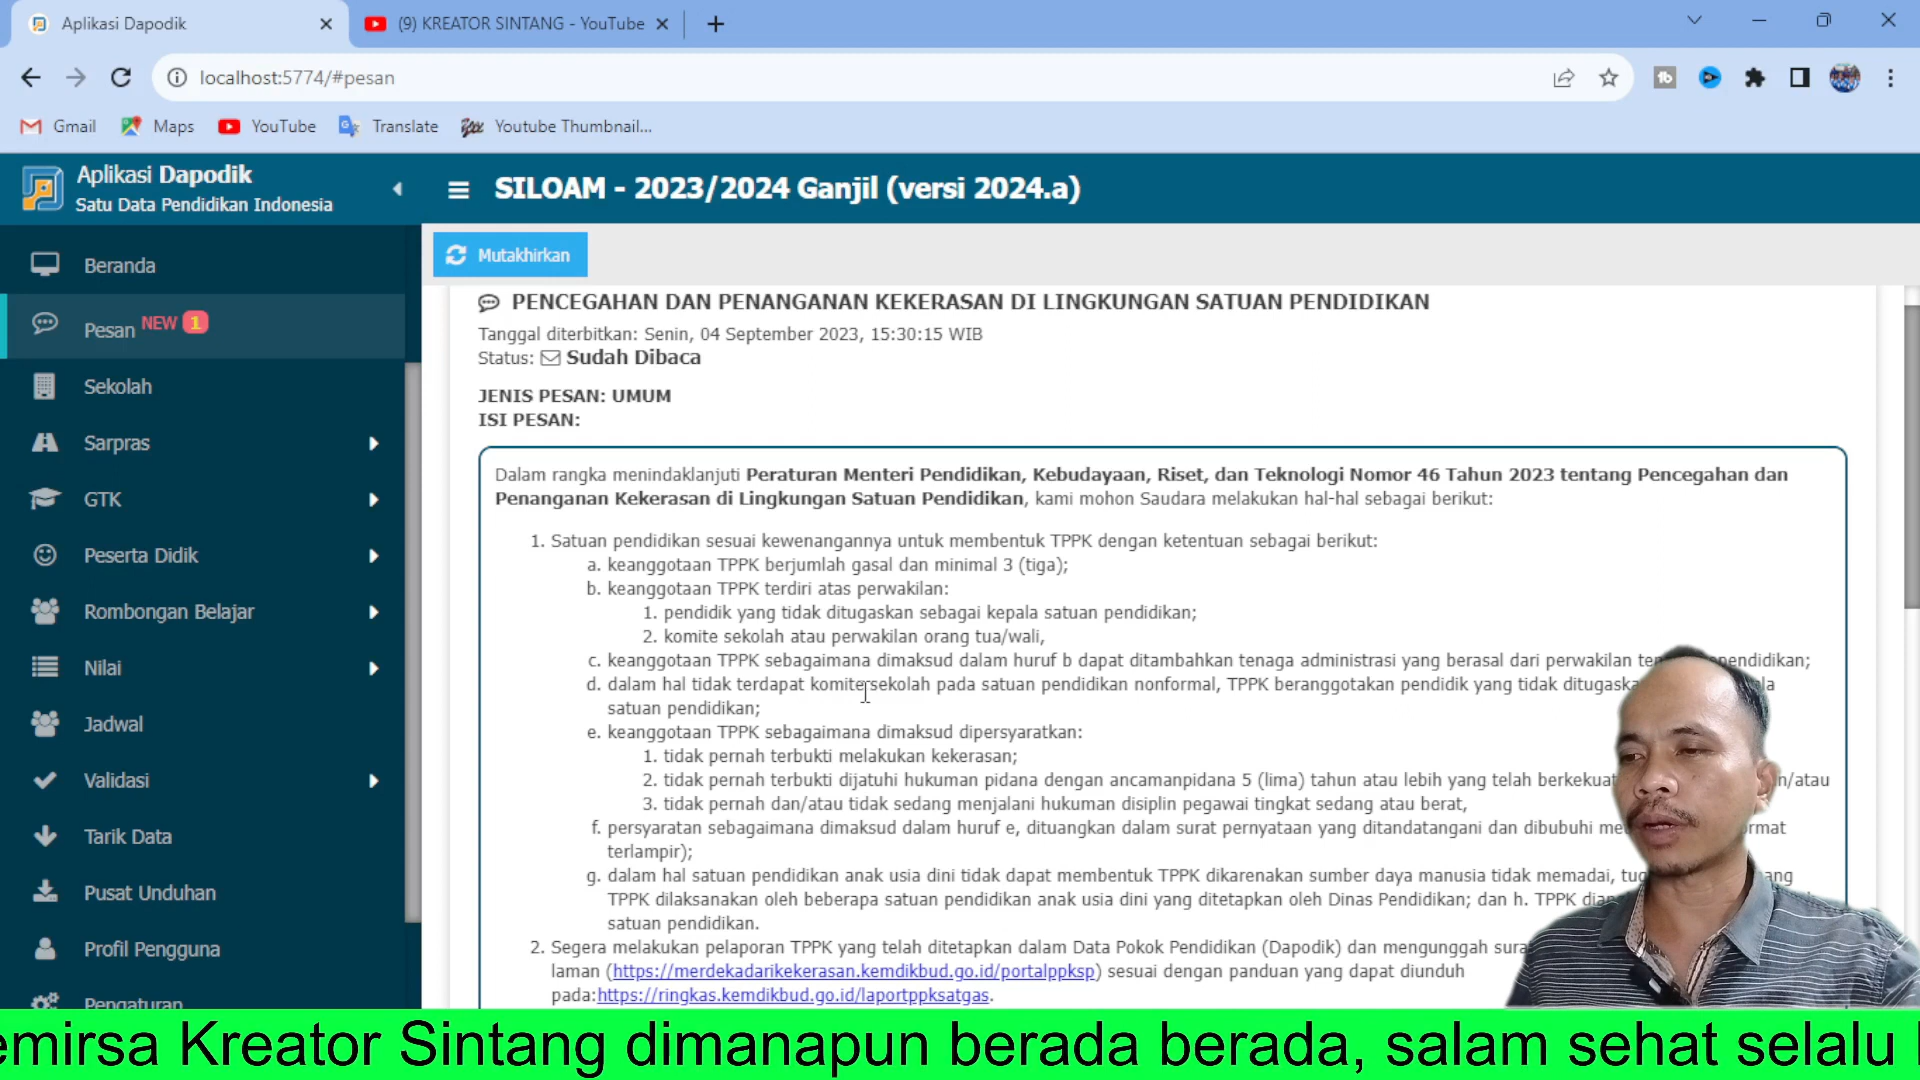 Aplikasi Dapodik
(9) KREATOR SINTANG - YouTube
localhost:5774/#pesan
Gmail
Maps
YouTube
Translate
Youtube Thumbnail...
Aplikasi Dapodik
Satu Data Pendidikan Indonesia
SILOAM - 2023/2024 Ganjil (versi 2024.a)
Beranda
Pesan NEW 1
Sekolah
Sarpras
GTK
Peserta Didik
Rombongan Belajar
Nilai
Jadwal
Validasi
Tarik Data
Pusat Unduhan
Profil Pengguna
Pengaturan
Mutakhirkan
PENCEGAHAN DAN PENANGANAN KEKERASAN DI LINGKUNGAN SATUAN PENDIDIKAN
Tanggal diterbitkan: Senin, 04 September 2023, 15:30:15 WIB
Status: Sudah Dibaca
JENIS PESAN: UMUM
ISI PESAN:
Dalam rangka menindaklanjuti Peraturan Menteri Pendidikan, Kebudayaan, Riset, dan Teknologi Nomor 46 Tahun 2023 tentang Pencegahan dan
Penanganan Kekerasan di Lingkungan Satuan Pendidikan, kami mohon Saudara melakukan hal-hal sebagai berikut:
1. Satuan pendidikan sesuai kewenangannya untuk membentuk TPPK dengan ketentuan sebagai berikut:
a. keanggotaan TPPK berjumlah gasal dan minimal 3 (tiga);
b. keanggotaan TPPK terdiri atas perwakilan:
1. pendidik yang tidak ditugaskan sebagai kepala satuan pendidikan;
2. komite sekolah atau perwakilan orang tua/wali,
c. keanggotaan TPPK sebagaimana dimaksud dalam huruf b dapat ditambahkan tenaga administrasi yang berasal dari perwakilan
d. dalam hal tidak terdapat komite sekolah pada satuan pendidikan nonformal, TPPK beranggotakan pendidik yang tidak
satuan pendidikan;
e. keanggotaan TPPK sebagaimana dimaksud dipersyaratkan:
1. tidak pernah terbukti melakukan kekerasan;
2. tidak pernah terbukti dijatuhi hukuman pidana dengan ancamanpidana 5 (lima) tahun atau lebih yang telah
3. tidak pernah dan/atau tidak sedang menjalani hukuman disiplin pegawai tingkat sedang atau berat,
f. persyaratan sebagaimana dimaksud dalam huruf e, dituangkan dalam surat pernyataan yang ditandatangani dan dibubuhi
terlampir);
g. dalam hal satuan pendidikan anak usia dini tidak dapat membentuk TPPK dikarenakan sumber daya manusia tidak memadai,
TPPK dilaksanakan oleh beberapa satuan pendidikan anak usia dini yang ditetapkan oleh Dinas Pendidikan; dan h. TPPK
satuan pendidikan.
2. Segera melakukan pelaporan TPPK yang telah ditetapkan dalam Data Pokok Pendidikan (Dapodik) dan mengunggah
laman (https://merdekadarikekerasan.kemdikbud.go.id/portalppksp) sesuai dengan panduan yang dapat diunduh
pada:https://ringkas.kemdikbud.go.id/laportppksatgas.
emirsa Kreator Sintang dimanapun berada berada, salam sehat selalu